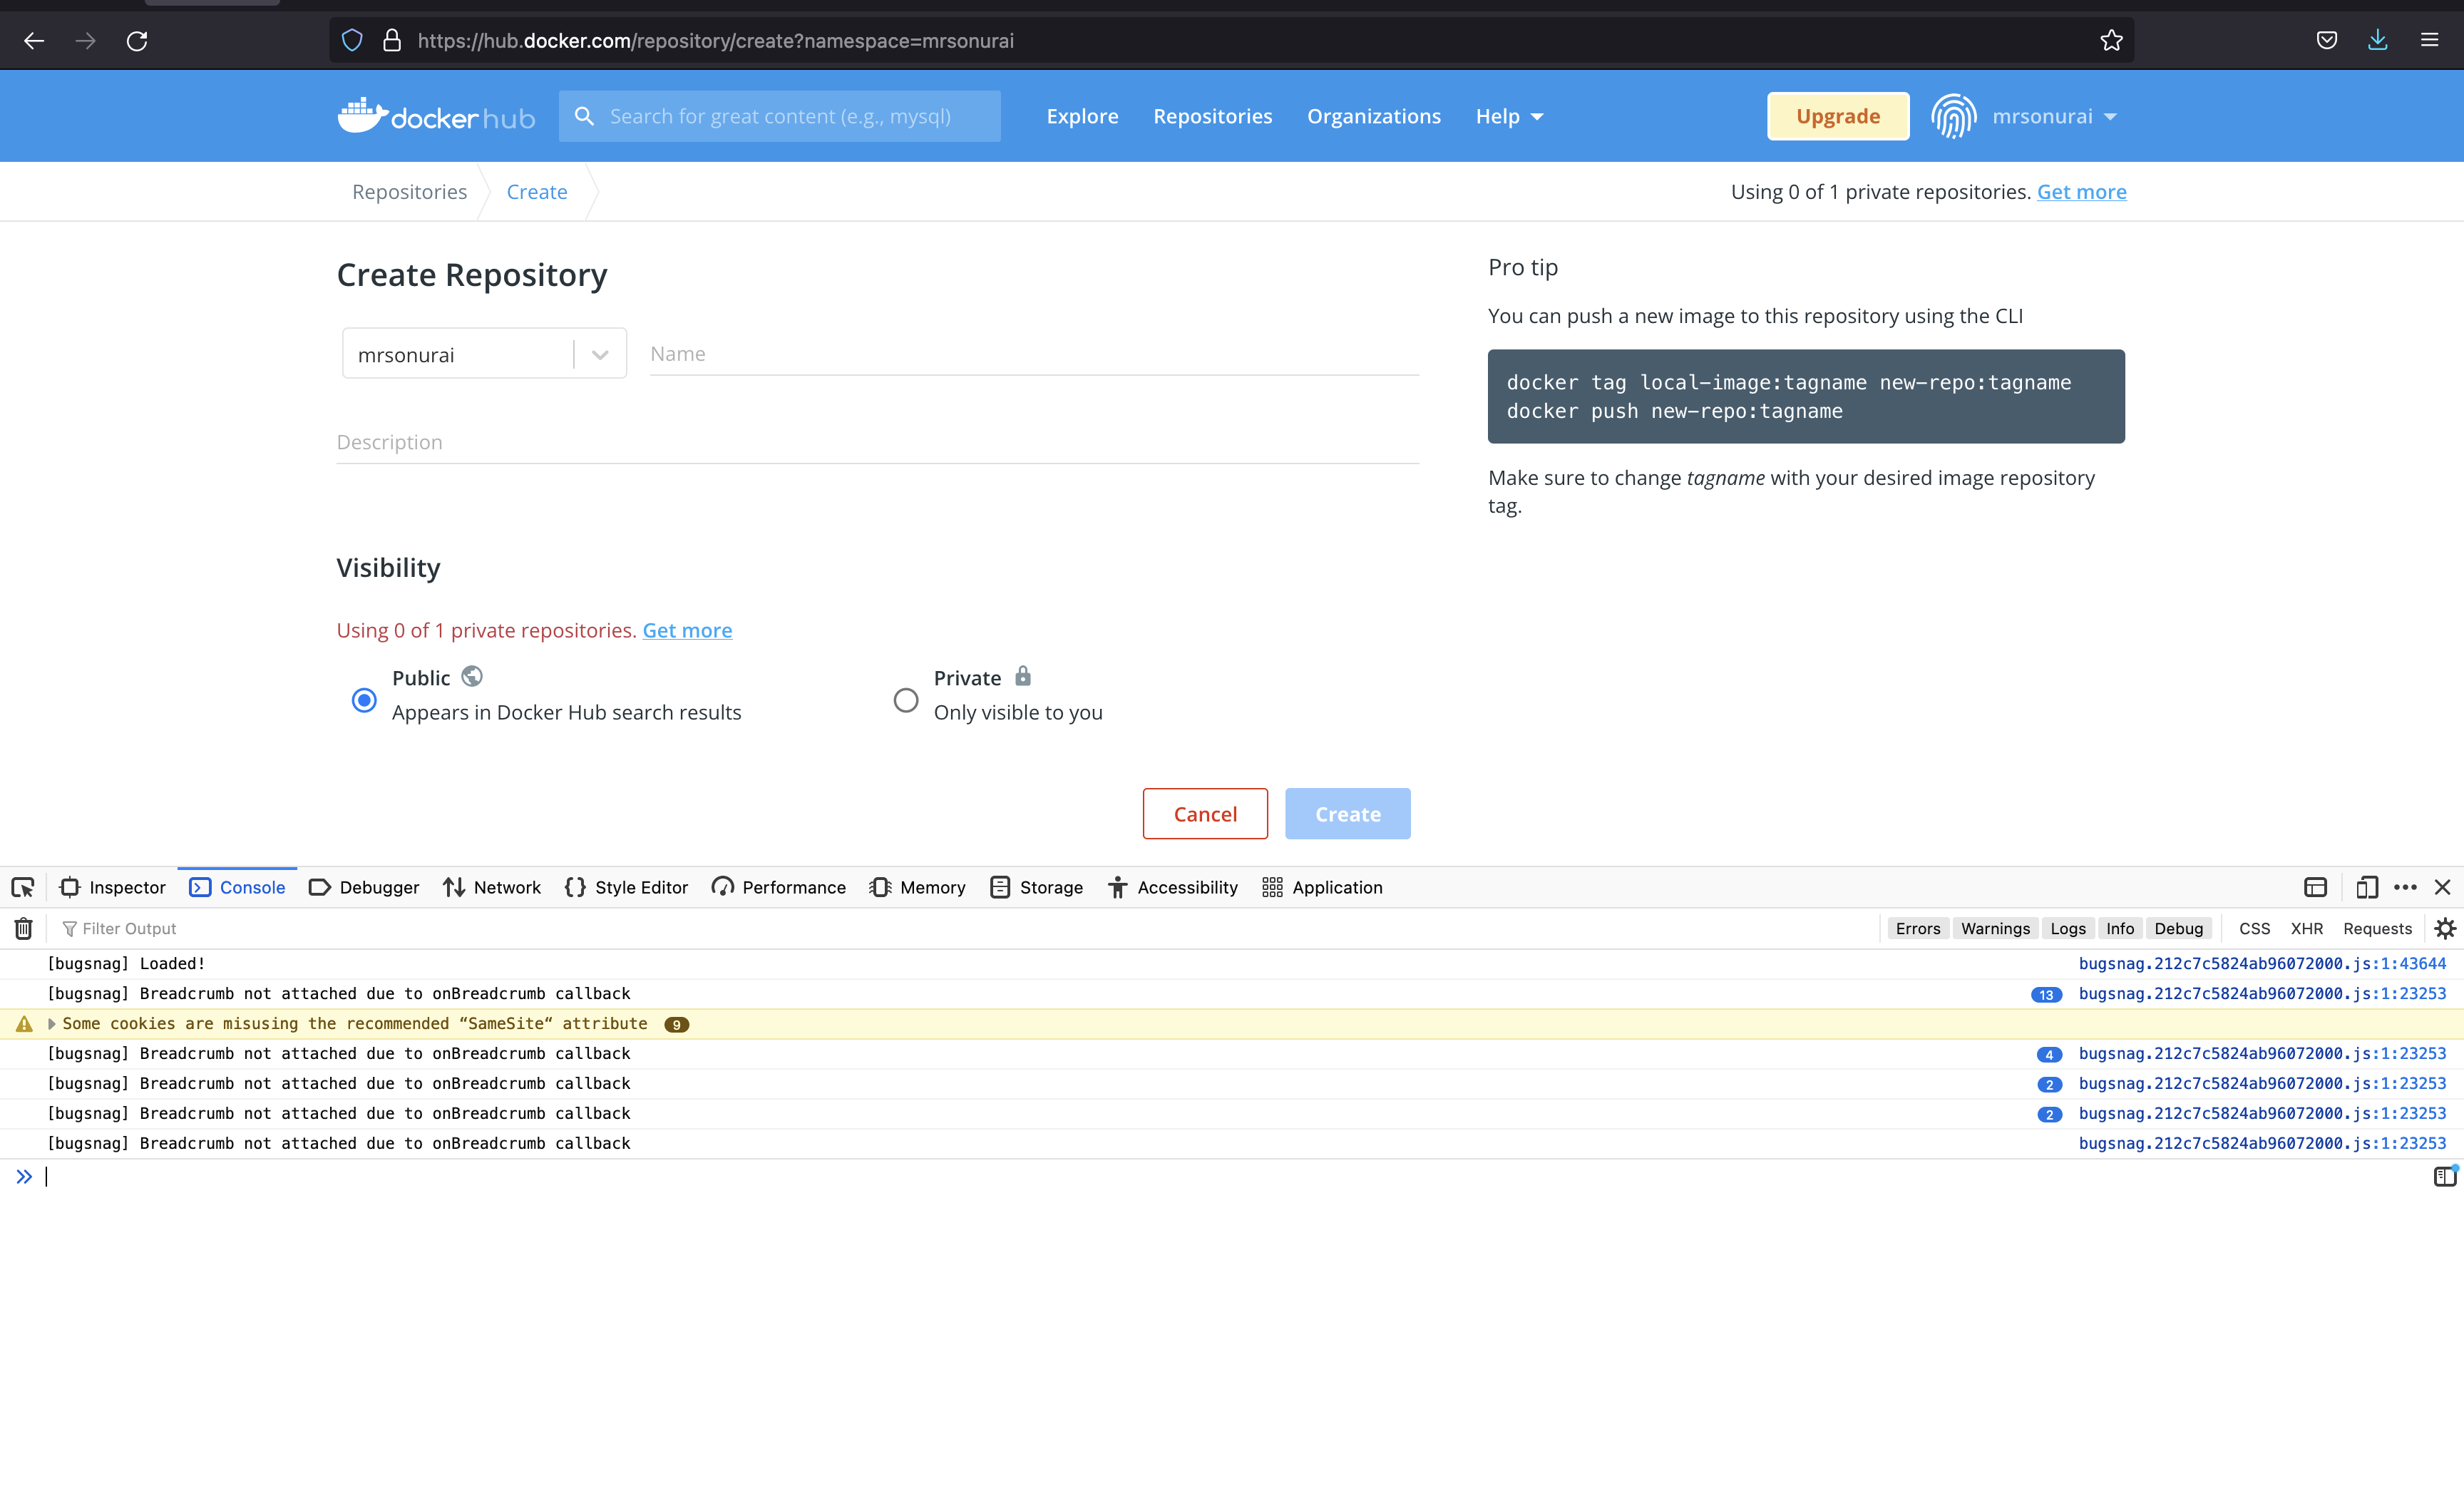 https://hub.docker.com/repository/create?namespace=mrsonurai
docker hub
Search for great content (e.g., mysql)
Explore
Repositories
Organizations
Help
Upgrade
mrsonurai
Repositories
Create
Using 0 of 1 private repositories. Get more
Create Repository
mrsonurai
Name
Description
Visibility
Using 0 of 1 private repositories. Get more
Public
Appears in Docker Hub search results
Private
Only visible to you
Cancel
Create
Pro tip
You can push a new image to this repository using the CLI
docker tag local-image:tagname new-repo:tagname
docker push new-repo:tagname
Make sure to change tagname with your desired image repository
tag.
Inspector
Console
Debugger
Network
Style Editor
Performance
Memory
Storage
Accessibility
Application
Filter Output
Errors
Warnings
Logs
Info
Debug
CSS
XHR
Requests
[bugsnag] Loaded! bugsnag.212c7c5824ab96072000.js:1:43644
[bugsnag] Breadcrumb not attached due to onBreadcrumb callback 13 bugsnag.212c7c5824ab96072000.js:1:23253
Some cookies are misusing the recommended “SameSite“ attribute 9
[bugsnag] Breadcrumb not attached due to onBreadcrumb callback 4 bugsnag.212c7c5824ab96072000.js:1:23253
[bugsnag] Breadcrumb not attached due to onBreadcrumb callback 2 bugsnag.212c7c5824ab96072000.js:1:23253
[bugsnag] Breadcrumb not attached due to onBreadcrumb callback 2 bugsnag.212c7c5824ab96072000.js:1:23253
[bugsnag] Breadcrumb not attached due to onBreadcrumb callback bugsnag.212c7c5824ab96072000.js:1:23253